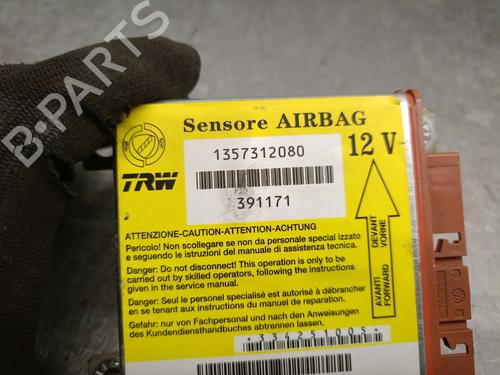 B-PARTS
Sensore AIRBAG
1357312080
12 V
TRW
391171
ATTENZIONE-CAUTION-ATTENTION-ACHTUNG
Pericolo! Non scollegare se non da personale special izzato
e seguendo le istruzioni del manuale di assistenza tecnica.
Danger: Do not disconnect! This operation is only to be
carried out by skilled operators, following the instructions
given in the service manual.
Danger: Seul le personel spécialisé est autorisé à débrancher
en se tenant aux instructions du manuel de reparation.
Gefahr: nur von Fachpersonal und nach den Anweisungen
des Kundendiensthandbuches abtrennen lassen.
AVANTI DEVANT
FORWARD VORNE
*334251005*